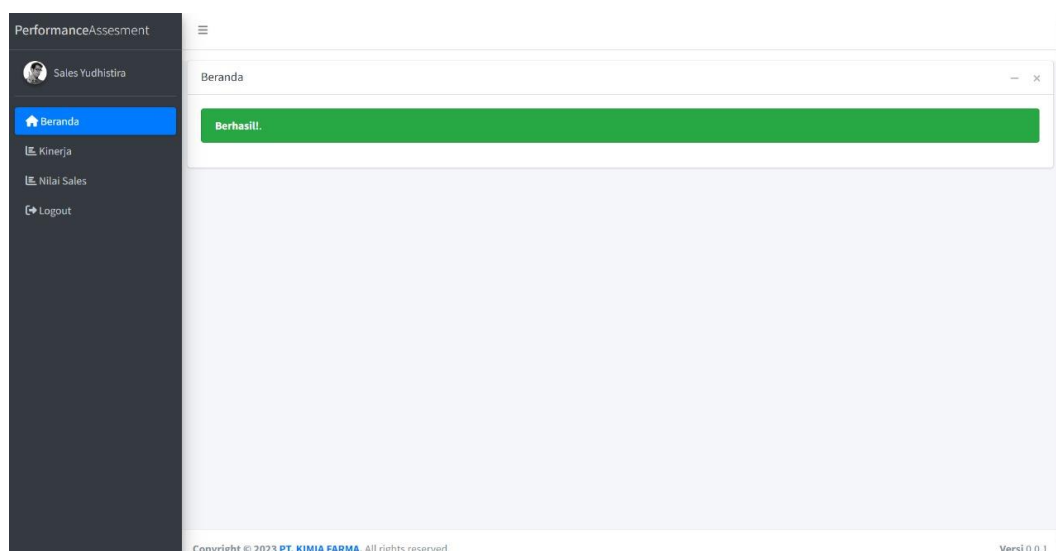 PerformanceAssesment
Sales Yudhistira
Beranda
Kinerja
Nilai Sales
Logout
Beranda
Berhasil!.
Copyright © 2023 PT. KIMIA FARMA. All rights reserved.
Versi 0.0.1